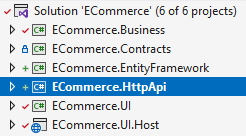 Solution 'ECommerce' (6 of 6 projects)
C# ECommerce.Business
C# ECommerce.Contracts
C# ECommerce.EntityFramework
C# ECommerce.HttpApi
C# ECommerce.UI
ECommerce.UI.Host